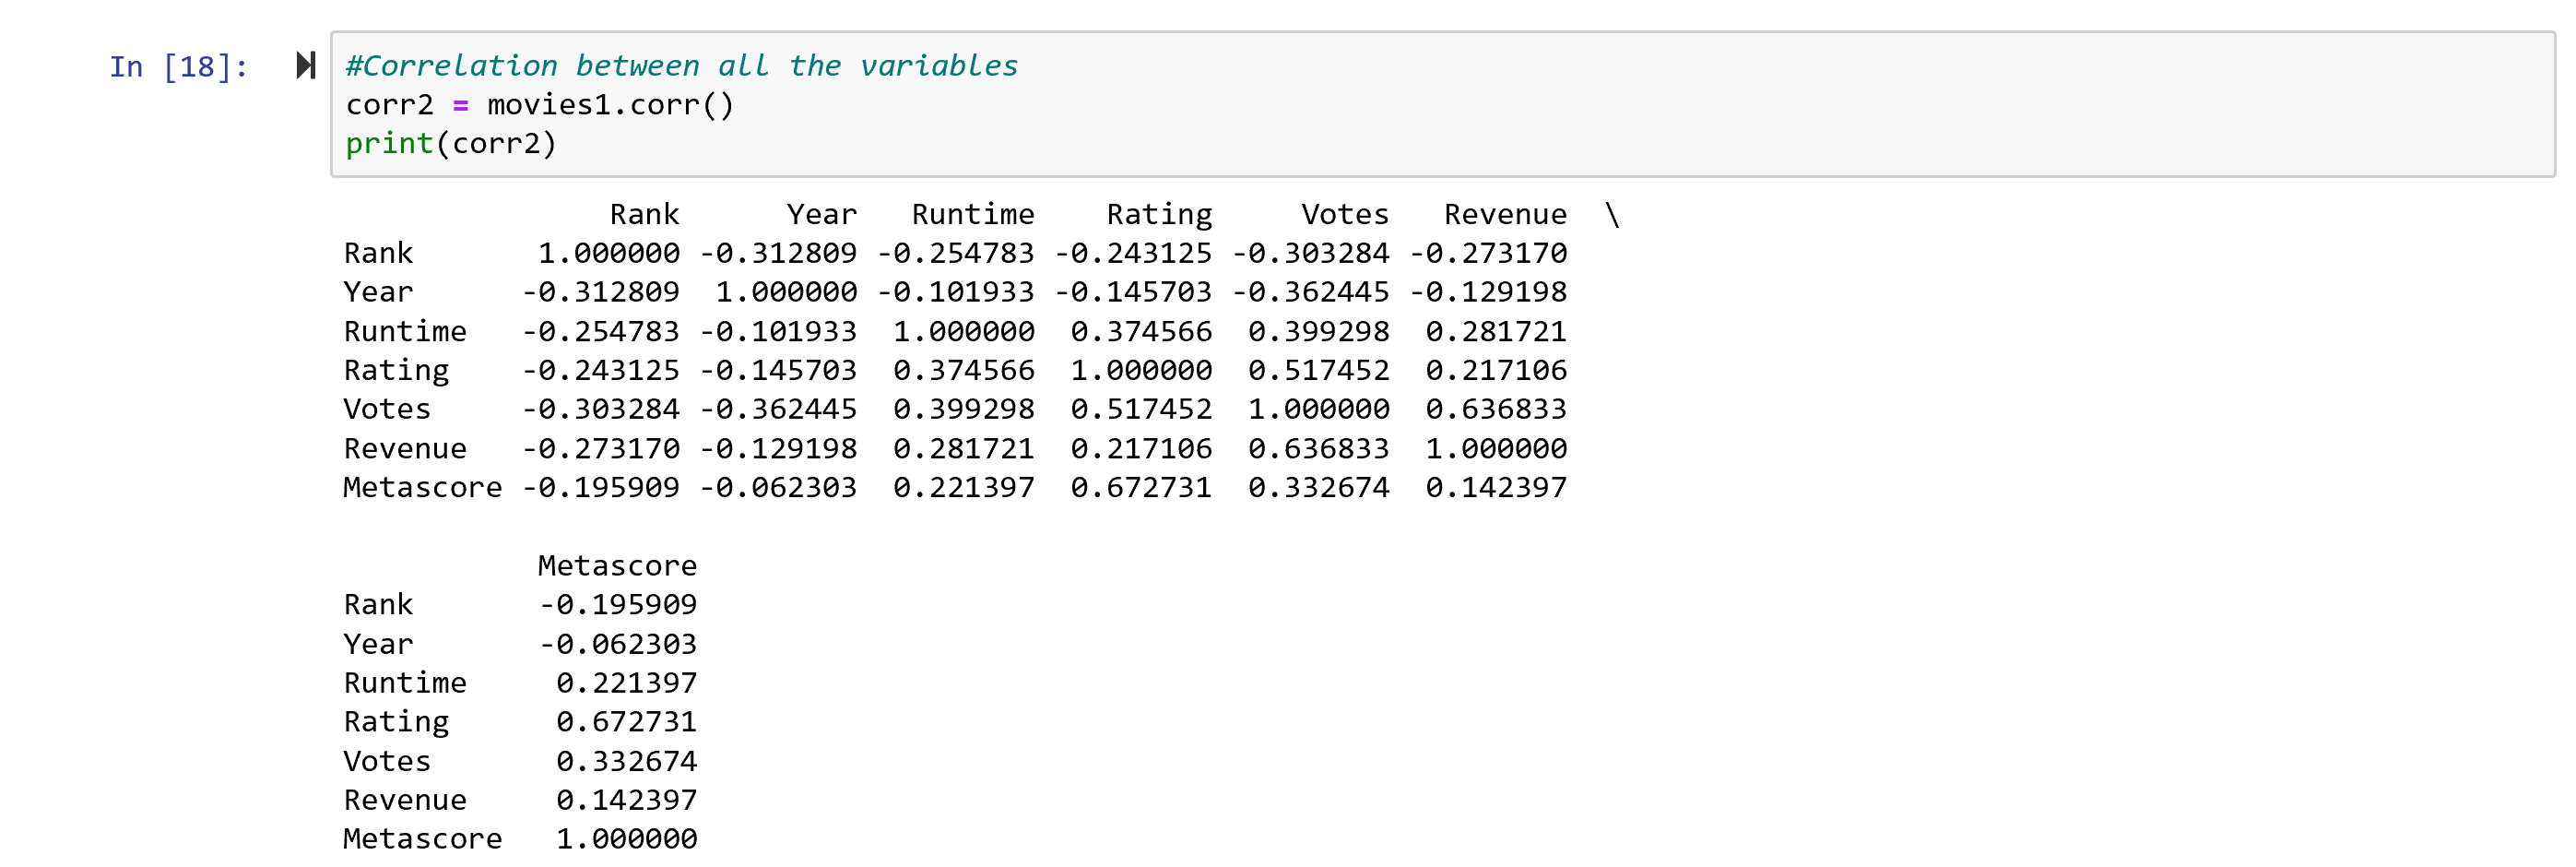 In [18]:
#Correlation between all the variables
corr2 = movies1.corr()
print(corr2)
Rank Year Runtime Rating Votes Revenue \
Rank 1.000000 -0.312809 -0.254783 -0.243125 -0.303284 -0.273170
Year -0.312809 1.000000 -0.101933 -0.145703 -0.362445 -0.129198
Runtime -0.254783 -0.101933 1.000000 0.374566 0.399298 0.281721
Rating -0.243125 -0.145703 0.374566 1.000000 0.517452 0.217106
Votes -0.303284 -0.362445 0.399298 0.517452 1.000000 0.636833
Revenue -0.273170 -0.129198 0.281721 0.217106 0.636833 1.000000
Metascore -0.195909 -0.062303 0.221397 0.672731 0.332674 0.142397
Metascore
Rank -0.195909
Year -0.062303
Runtime 0.221397
Rating 0.672731
Votes 0.332674
Revenue 0.142397
Metascore 1.000000